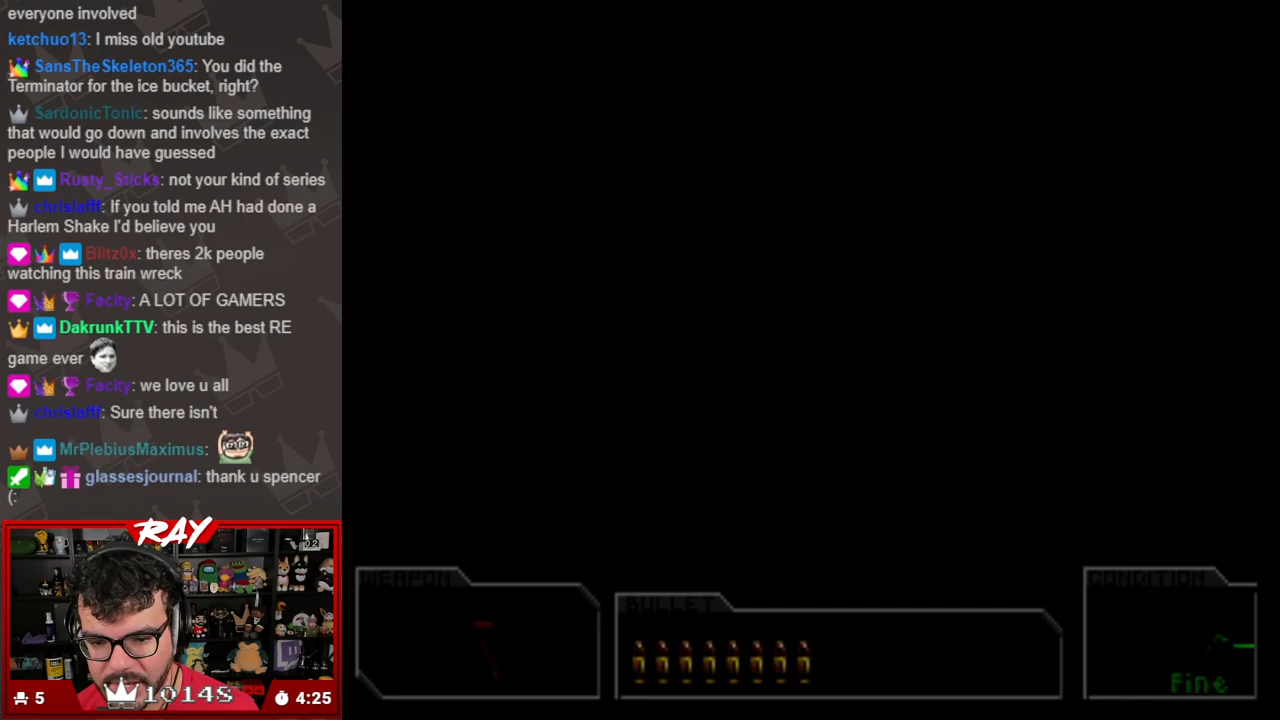 everyone involved
ketchuo13: I miss old youtube
SansTheSkeleton365: You did the
Terminator for the ice bucket, right?
SardonicTonic: sounds like something
that would go down and involves the exact
people I would have guessed
Rusty_Sticks: not your kind of series
chrislafff: If you told me AH had done a
Harlem Shake I'd believe you
Blitz0x: theres 2k people
watching this train wreck
Facity: A LOT OF GAMERS
DakrunkTTV: this is the best RE
game ever
Facity: we love u all
chrislafff: Sure there isn't
MrPlebiusMaximus:
glassesjournal: thank u spencer
(:
RAY
5
10148
4:25
WEAPON
BULLET
CONDITION
Fine